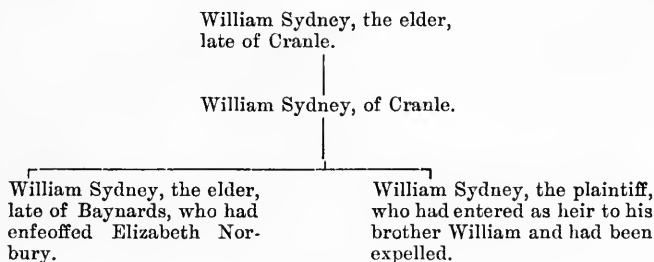 William Sydney, the elder,
late of Cranle.
William Sydney, of Cranle.
William Sydney, the elder,
late of Baynards, who had
enfeoffed Elizabeth Nor-
bury.
William Sydney, the plaintiff,
who had entered as heir to his
brother William and had been
expelled.